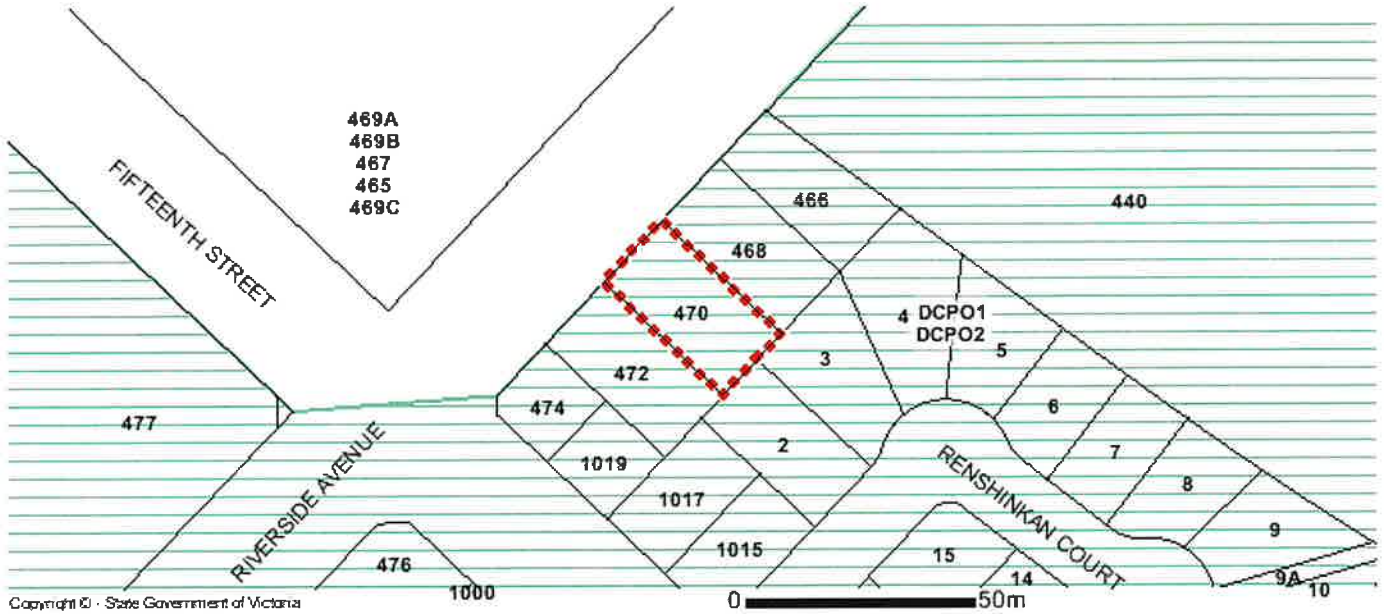 469A
469B
467
465
469C
FIFTEENTH STREET
466
440
468
470
4
DCPO1
DCPO2
5
3
472
474
477
6
2
7
1019
RIVERSIDE AVENUE
RENSHINKAN COURT
8
1017
9
1015
15
476
14
9A
10
1000
Copyright © - State Government of Victoria
0 50m